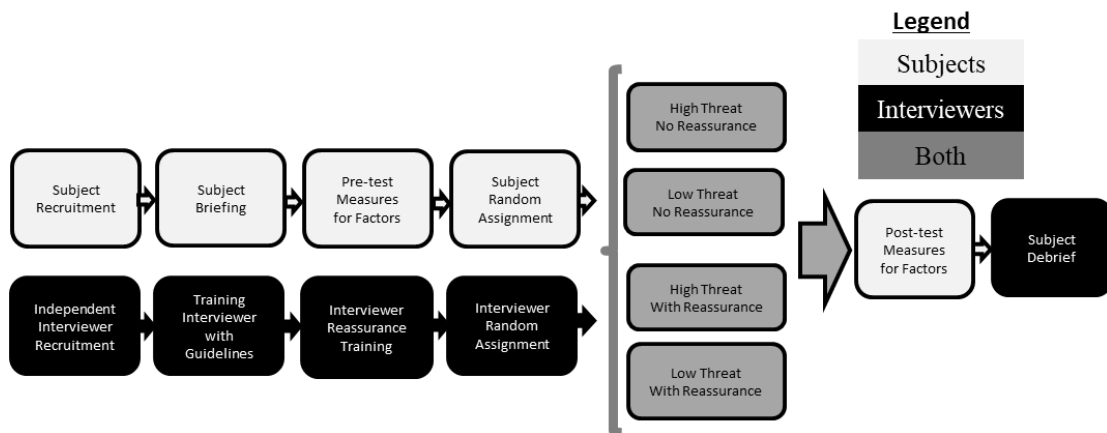 Legend
Subjects
Interviewers
Both
Subject
Recruitment
Subject
Briefing
Pre-test
Measures
for Factors
Subject
Random
Assignment
Independent
Interviewer
Recruitment
Training
Interviewer
with
Guidelines
Interviewer
Reassurance
Training
Interviewer
Random
Assignment
High Threat
No Reassurance
Low Threat
No Reassurance
High Threat
With Reassurance
Low Threat
With Reassurance
Post-test
Measures
for Factors
Subject
Debrief